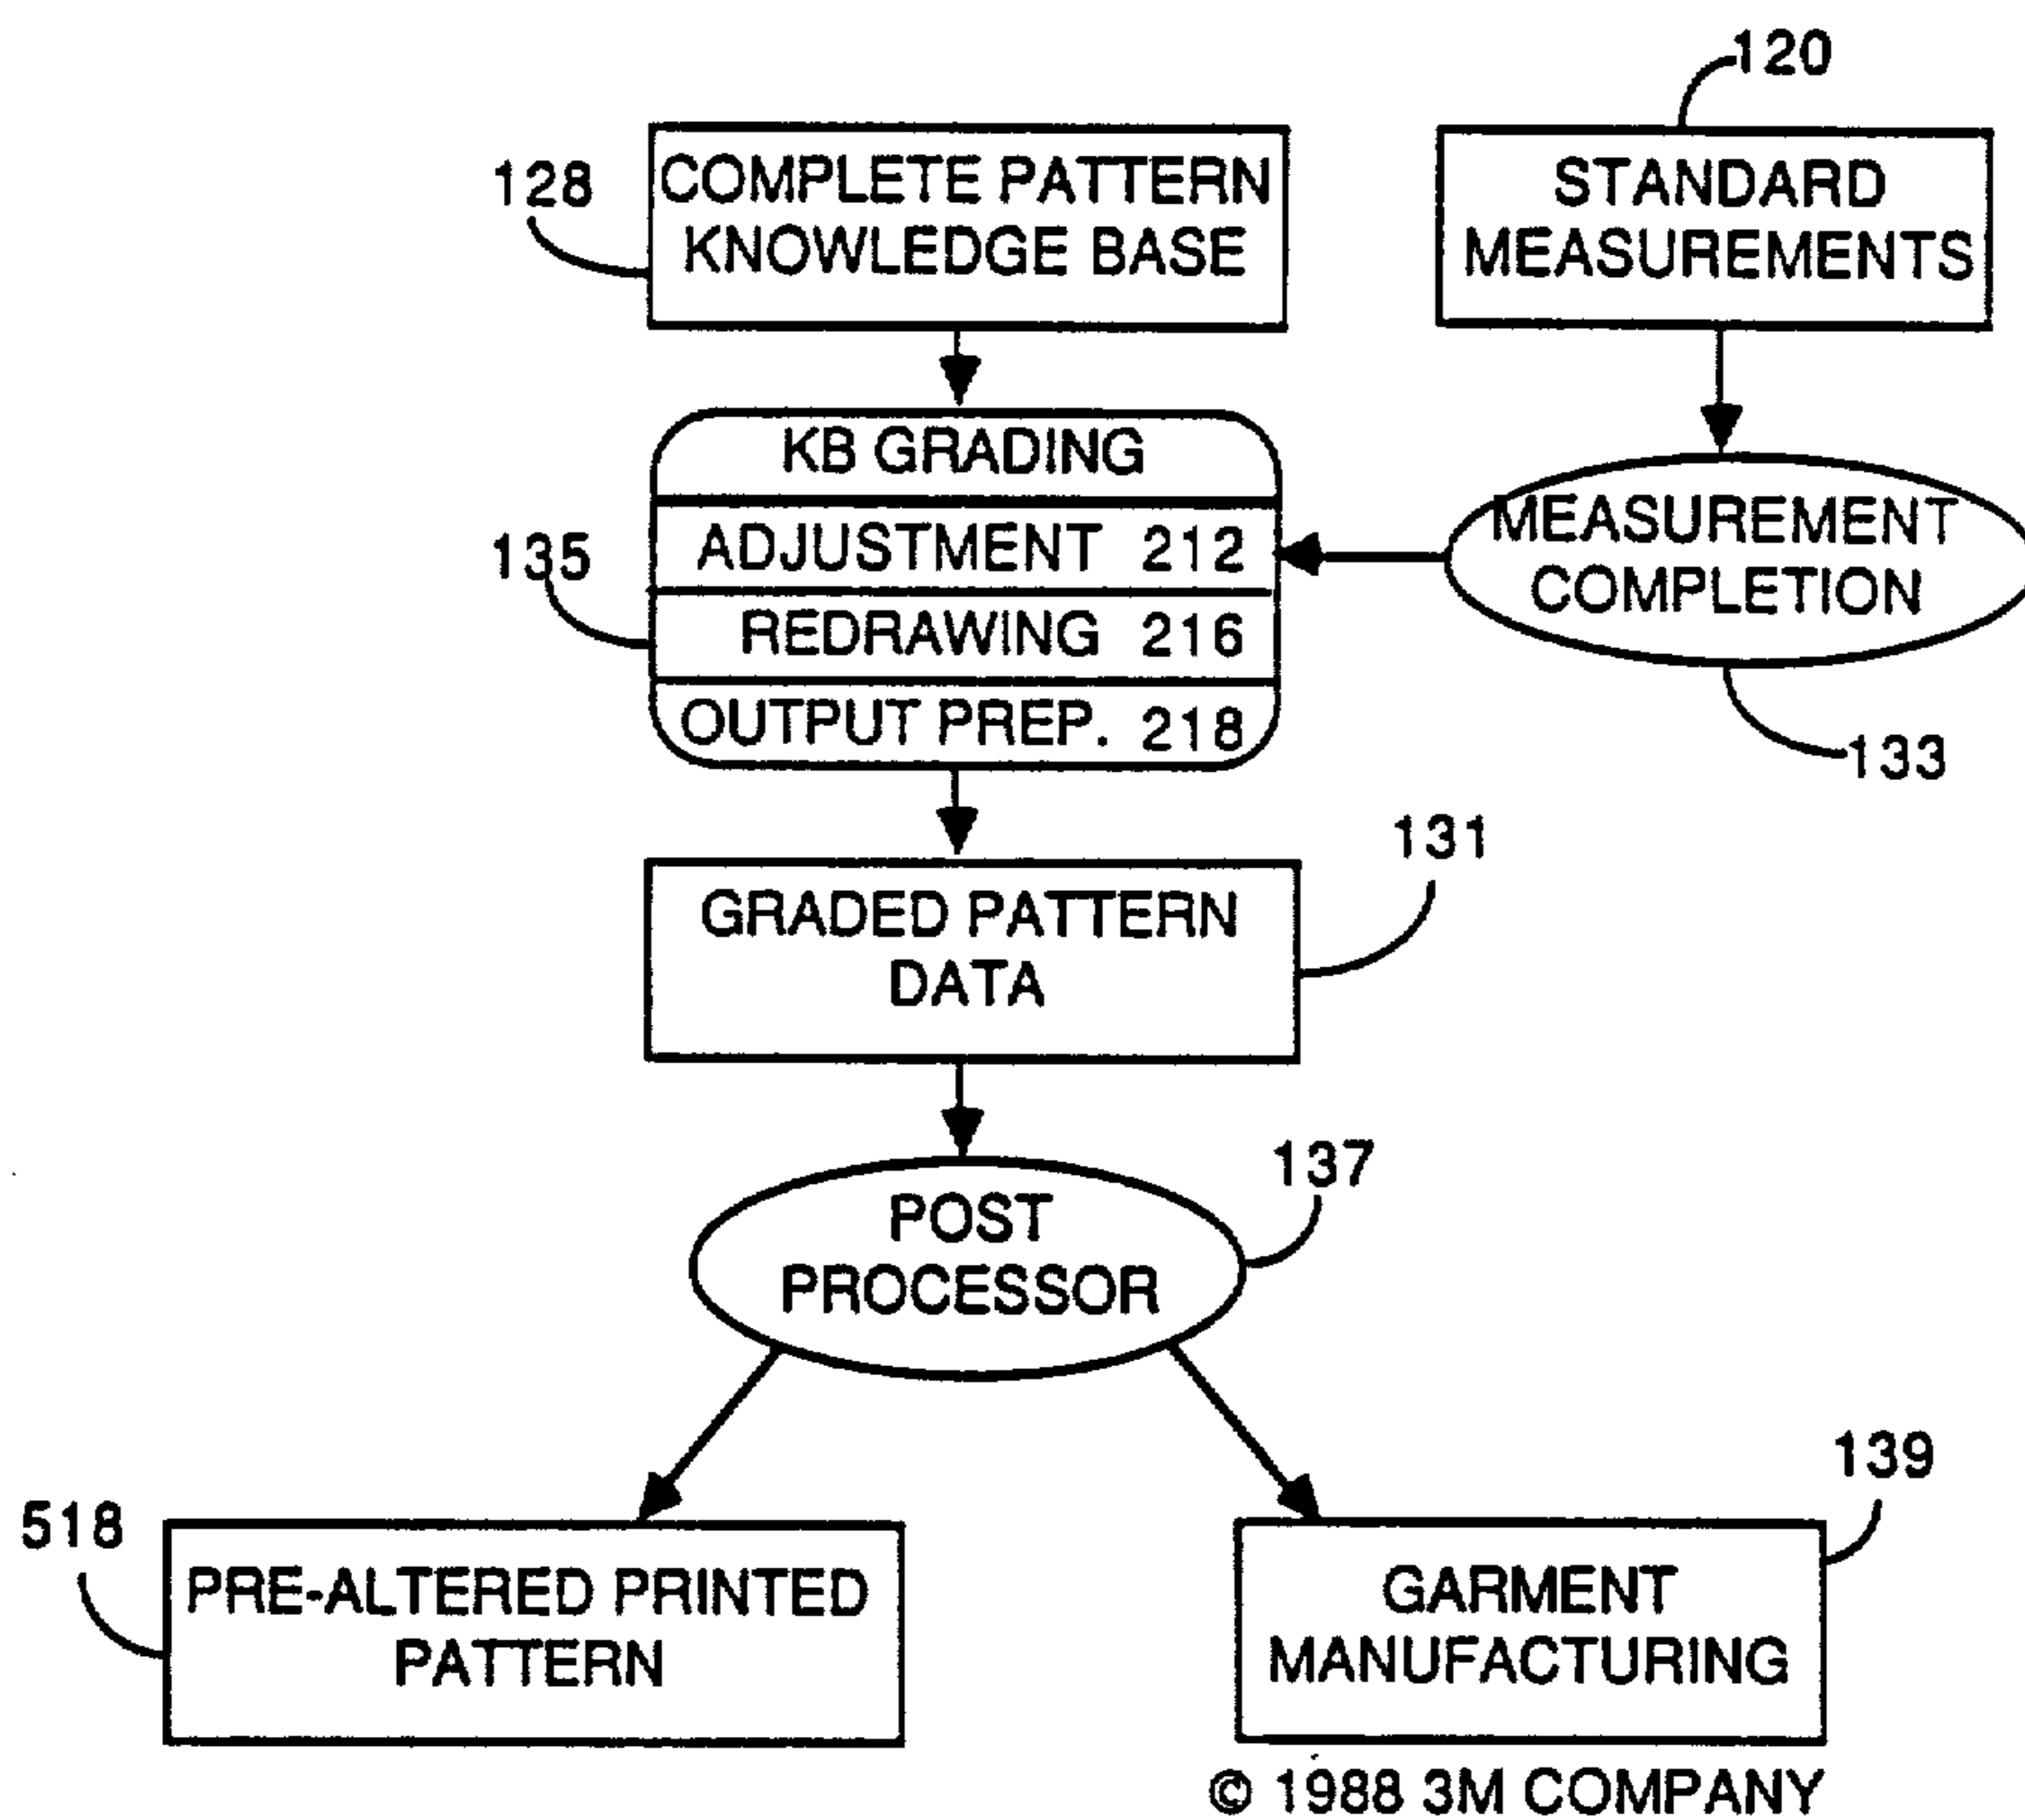 120
128
COMPLETE PATTERN
KNOWLEDGE BASE
STANDARD
MEASUREMENTS
KB GRADING
135
ADJUSTMENT 212
REDRAWING 216
OUTPUT PREP. 218
MEASUREMENT
COMPLETION
133
131
GRADED PATTERN
DATA
137
POST
PROCESSOR
518
PRE-ALTERED PRINTED
PATTERN
139
GARMENT
MANUFACTURING
© 1988 3M COMPANY